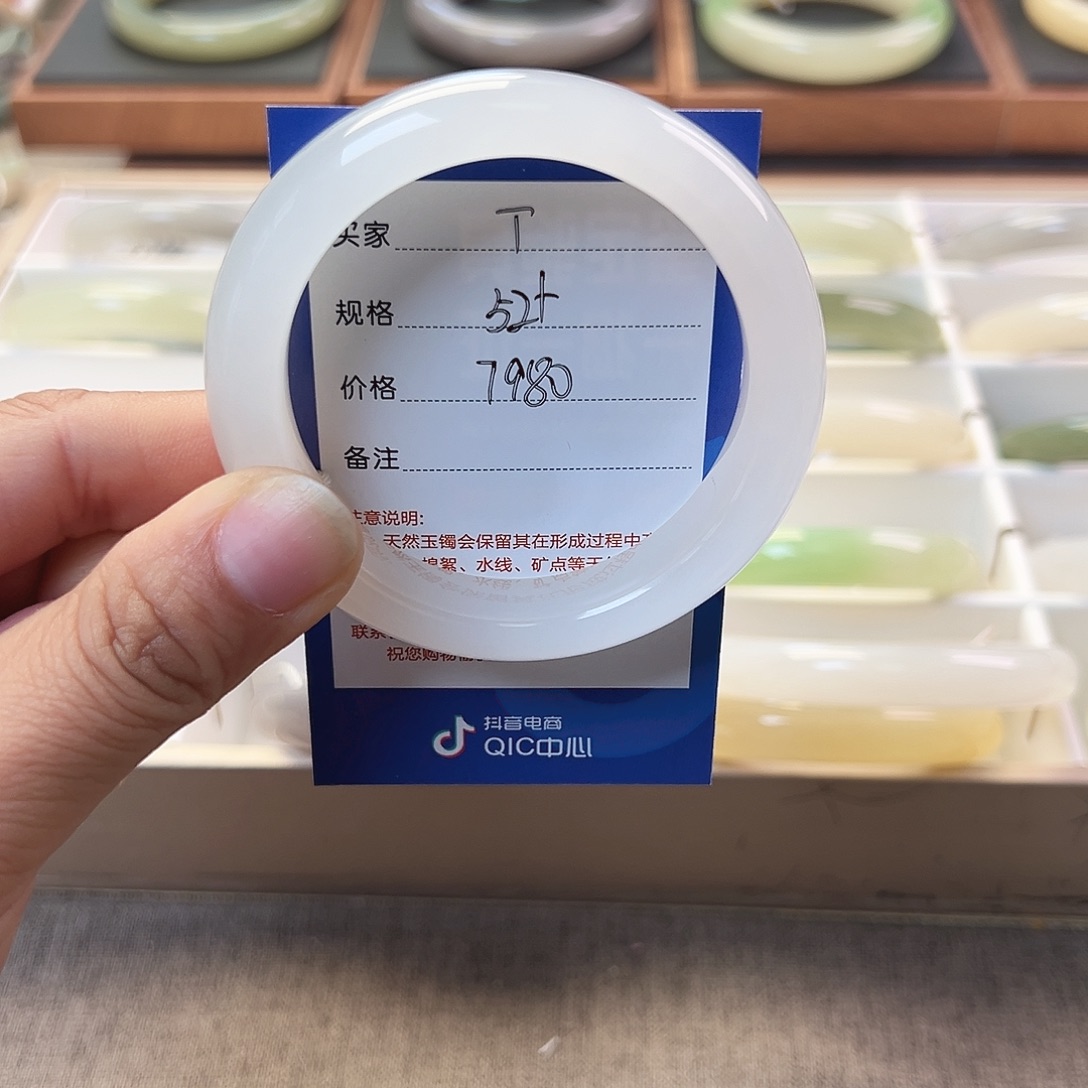 买家 丁
规格 52+
价格 7980
备注
注意说明:
天然玉镯会保留其在形成过程中
棉絮、水线、矿点等天
联系
祝您购物愉
抖音电商
QIC中心